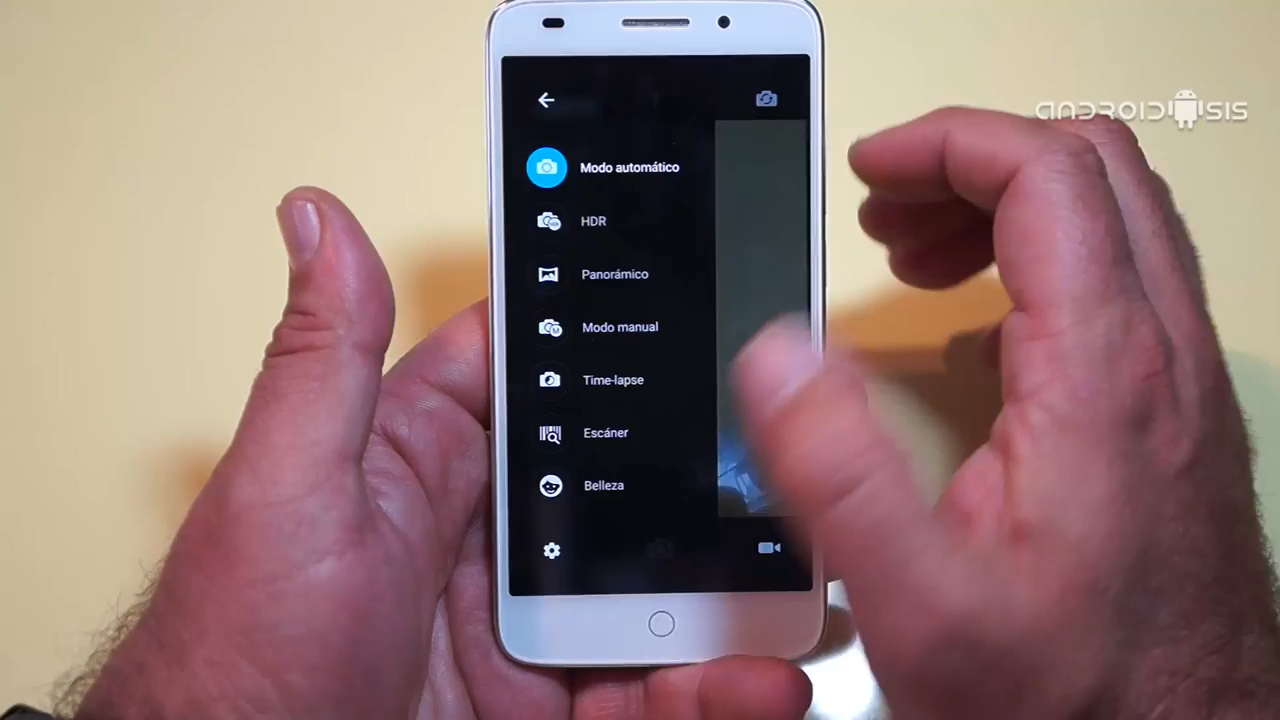 ANDROIDSIS
Modo automático
HDR
Panorámico
Modo manual
Time-lapse
Escáner
Belleza